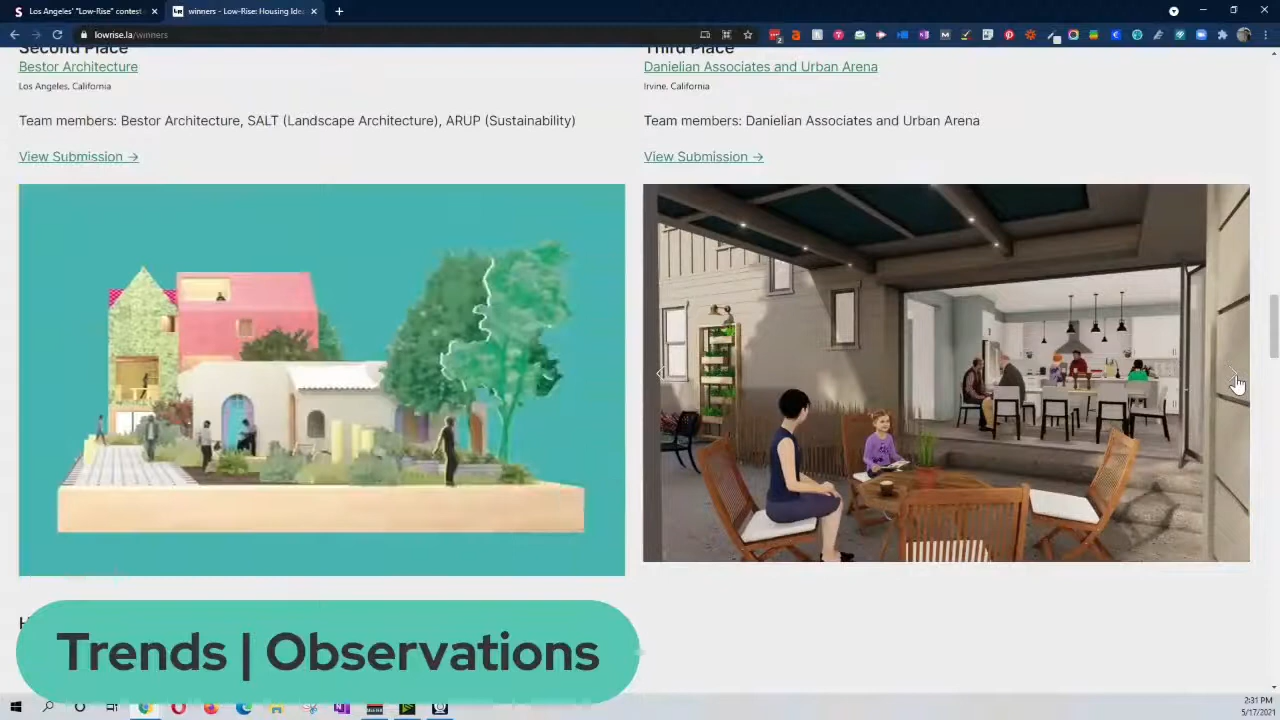 Los Angeles' "Low-Rise" contest
winners - Low-Rise: Housing Ide
lowrise.la/winners
Second Place
Third Place
Bestor Architecture
Danielian Associates and Urban Arena
Los Angeles, California
Irvine, California
Team members: Bestor Architecture, SALT (Landscape Architecture), ARUP (Sustainability)
Team members: Danielian Associates and Urban Arena
View Submission →
View Submission →
Trends | Observations
2:31 PM
5/17/2021